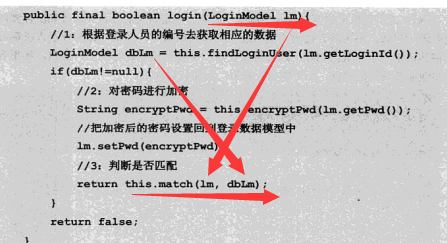 public final boolean login(LoginModel lm){
//1：根据登录人员的编号去获取相应的数据
LoginModel dbLm = this.findLoginUser(lm.getLoginId());
if(dbLm!=null){
//2：对密码进行加密
String encryptPwd = this.encryptPwd(lm.getPwd());
//把加密后的密码设置回到登录数据模型中
lm.setPwd(encryptPwd)
//3：判断是否匹配
return this.match(lm, dbLm);
}
return false;
}